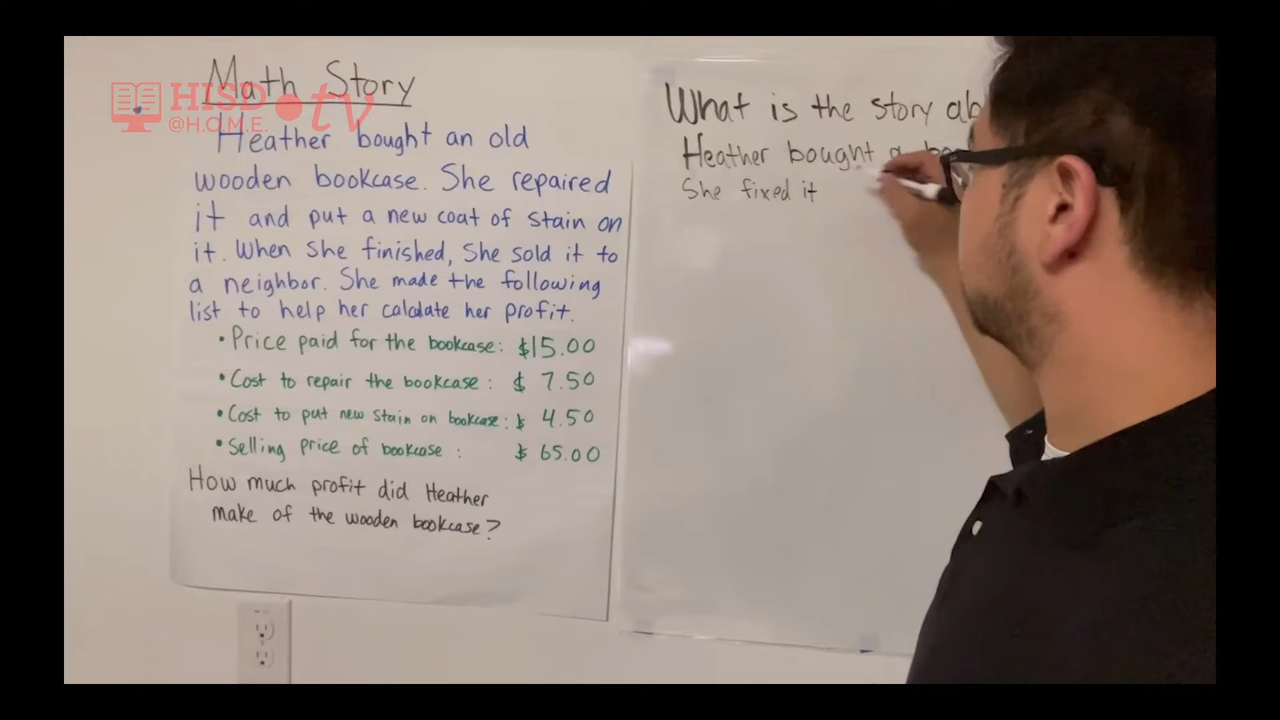 Math Story
HISD
@H.O.M.E.
tv
Heather bought an old
wooden bookcase. She repaired
it and put a new coat of stain on
it. When she finished, She sold it to
a neighbor. She made the following
list to help her calculate her profit.
• Price paid for the bookcase: $15.00
• Cost to repair the bookcase: $ 7.50
• Cost to put new stain on bookcase: $ 4.50
• Selling price of bookcase : $ 65.00
How much profit did Heather
make of the wooden bookcase?
What is the story
Heather bought a
She fixed it